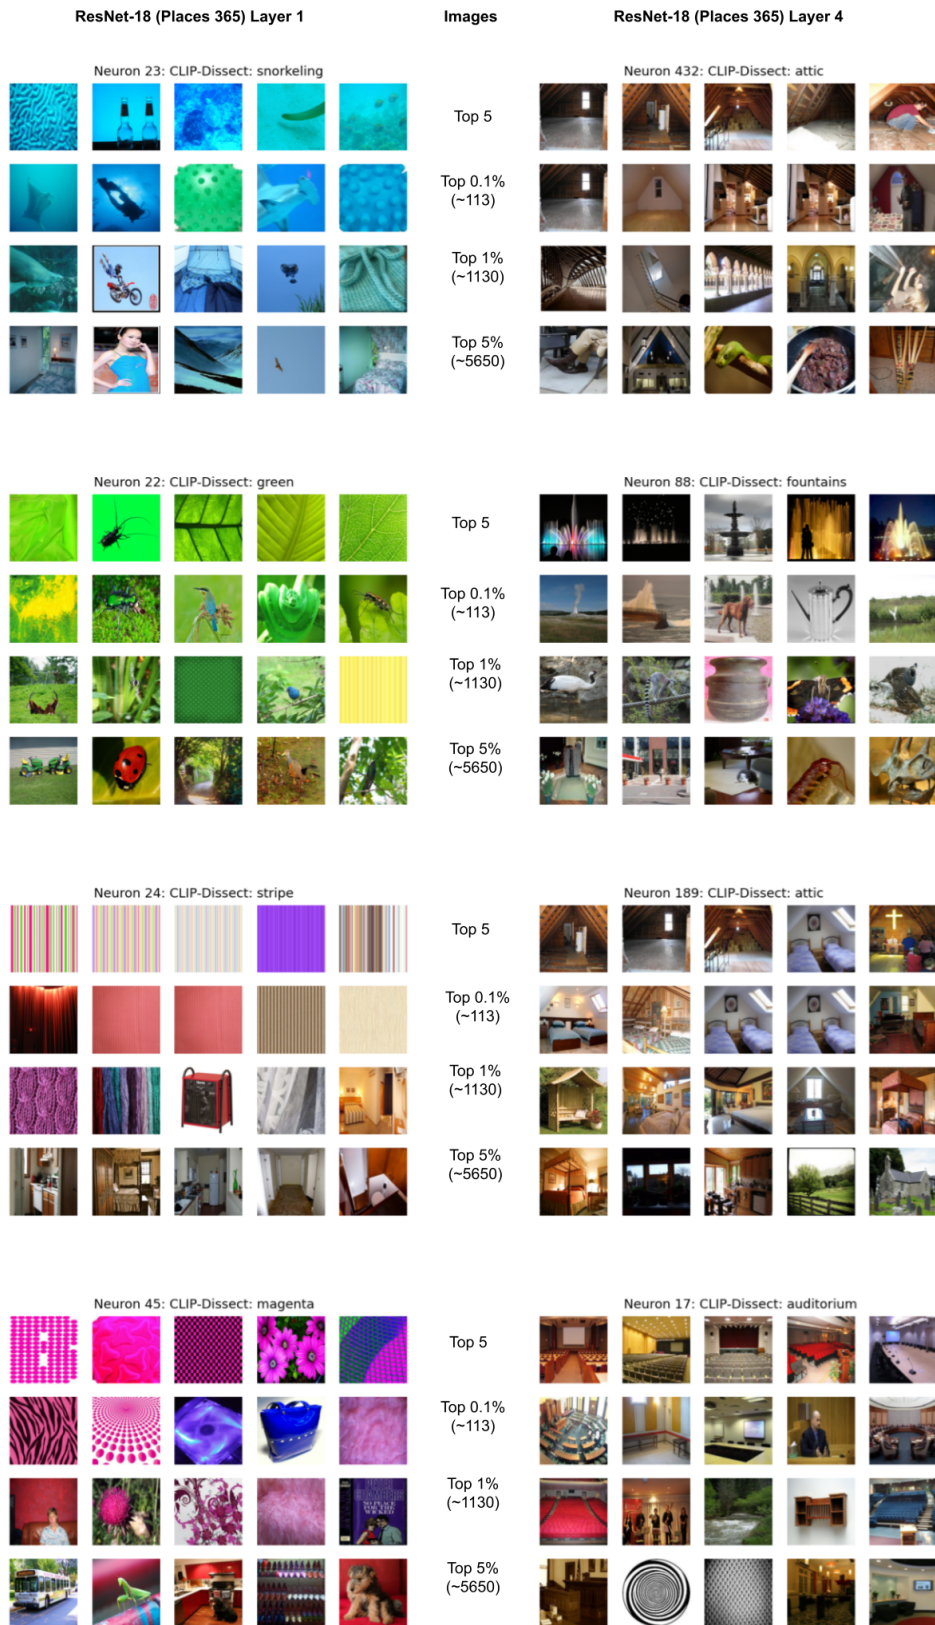 ResNet-18 (Places 365) Layer 1
Images
ResNet-18 (Places 365) Layer 4
Neuron 23: CLIP-Dissect: snorkeling
Neuron 432: CLIP-Dissect: attic
Top 5
Top 0.1%
(~113)
Top 1%
(~1130)
Top 5%
(~5650)
Neuron 22: CLIP-Dissect: green
Neuron 88: CLIP-Dissect: fountains
Top 5
Top 0.1%
(~113)
Top 1%
(~1130)
Top 5%
(~5650)
Neuron 24: CLIP-Dissect: stripe
Neuron 189: CLIP-Dissect: attic
Top 5
Top 0.1%
(~113)
Top 1%
(~1130)
Top 5%
(~5650)
Neuron 45: CLIP-Dissect: magenta
Neuron 17: CLIP-Dissect: auditorium
Top 5
Top 0.1%
(~113)
Top 1%
(~1130)
NO PLACE
FOR THE
WICKED
Top 5%
(~5650)